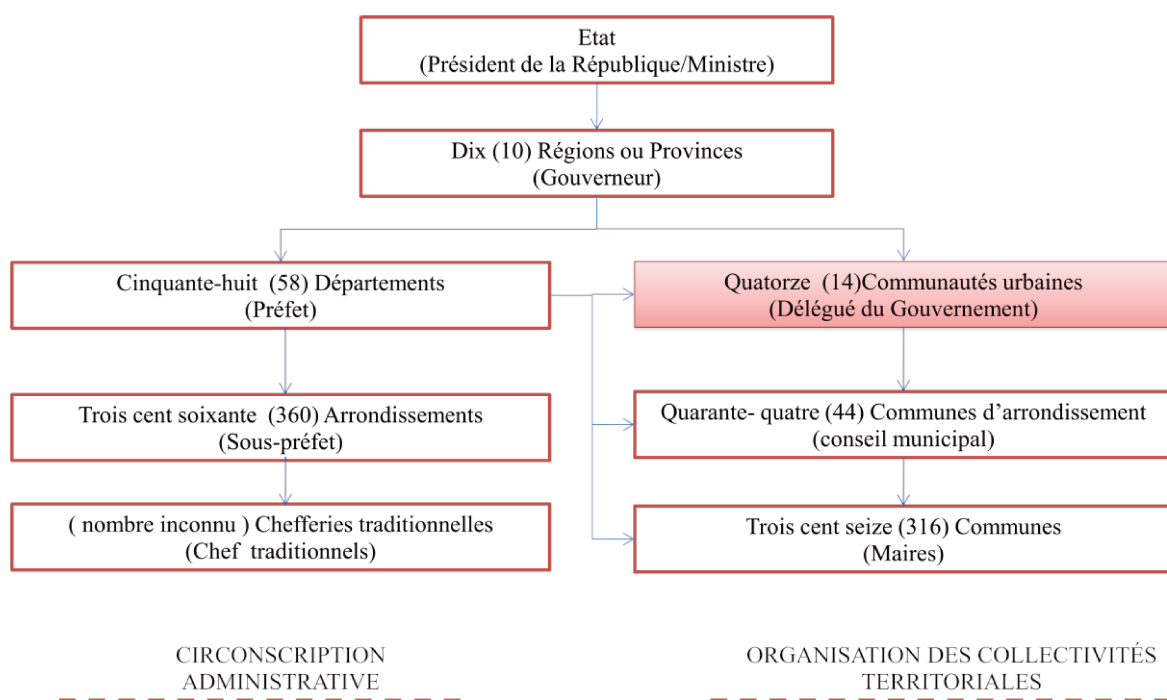 Etat
(Président de la République/Ministre)
Dix (10) Régions ou Provinces
(Gouverneur)
Cinquante-huit (58) Départements
(Préfet)
Quatorze (14)Communautés urbaines
(Délégué du Gouvernement)
Trois cent soixante (360) Arrondissements
(Sous-préfet)
Quarante- quatre (44) Communes d’arrondissement
(conseil municipal)
( nombre inconnu ) Chefferies traditionnelles
(Chef traditionnels)
Trois cent seize (316) Communes
(Maires)
CIRCONSCRIPTION
ADMINISTRATIVE
ORGANISATION DES COLLECTIVITÉS
TERRITORIALES